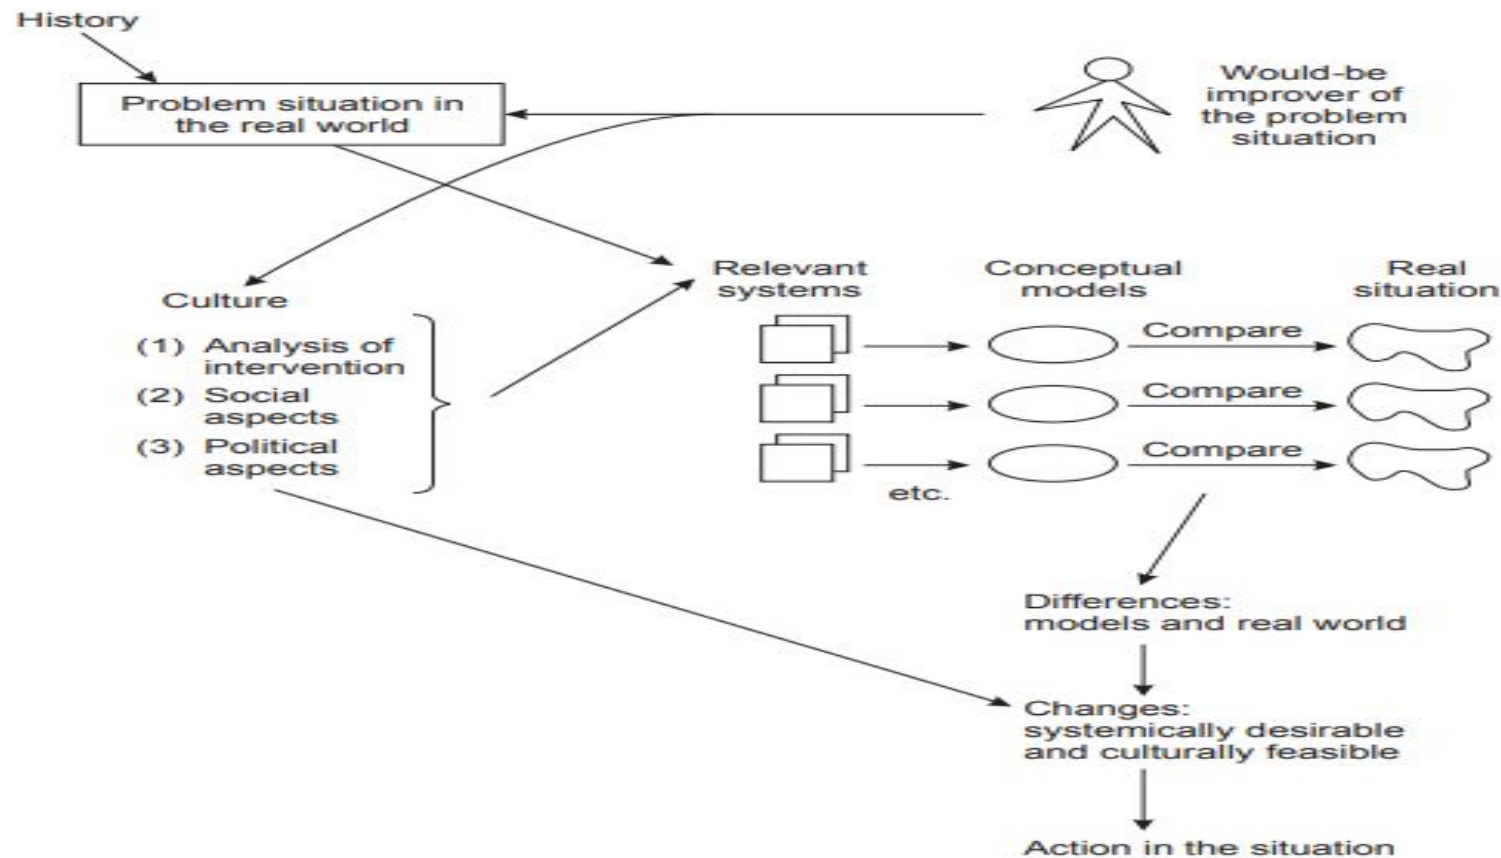 History
Problem situation in
the real world
Would-be
improver of
the problem
situation
Culture
(1) Analysis of
intervention
(2) Social
aspects
(3) Political
aspects
Relevant
systems
Conceptual
models
Real
situation
Compare
Compare
Compare
etc.
Differences:
models and real world
Changes:
systemically desirable
and culturally feasible
Action in the situation